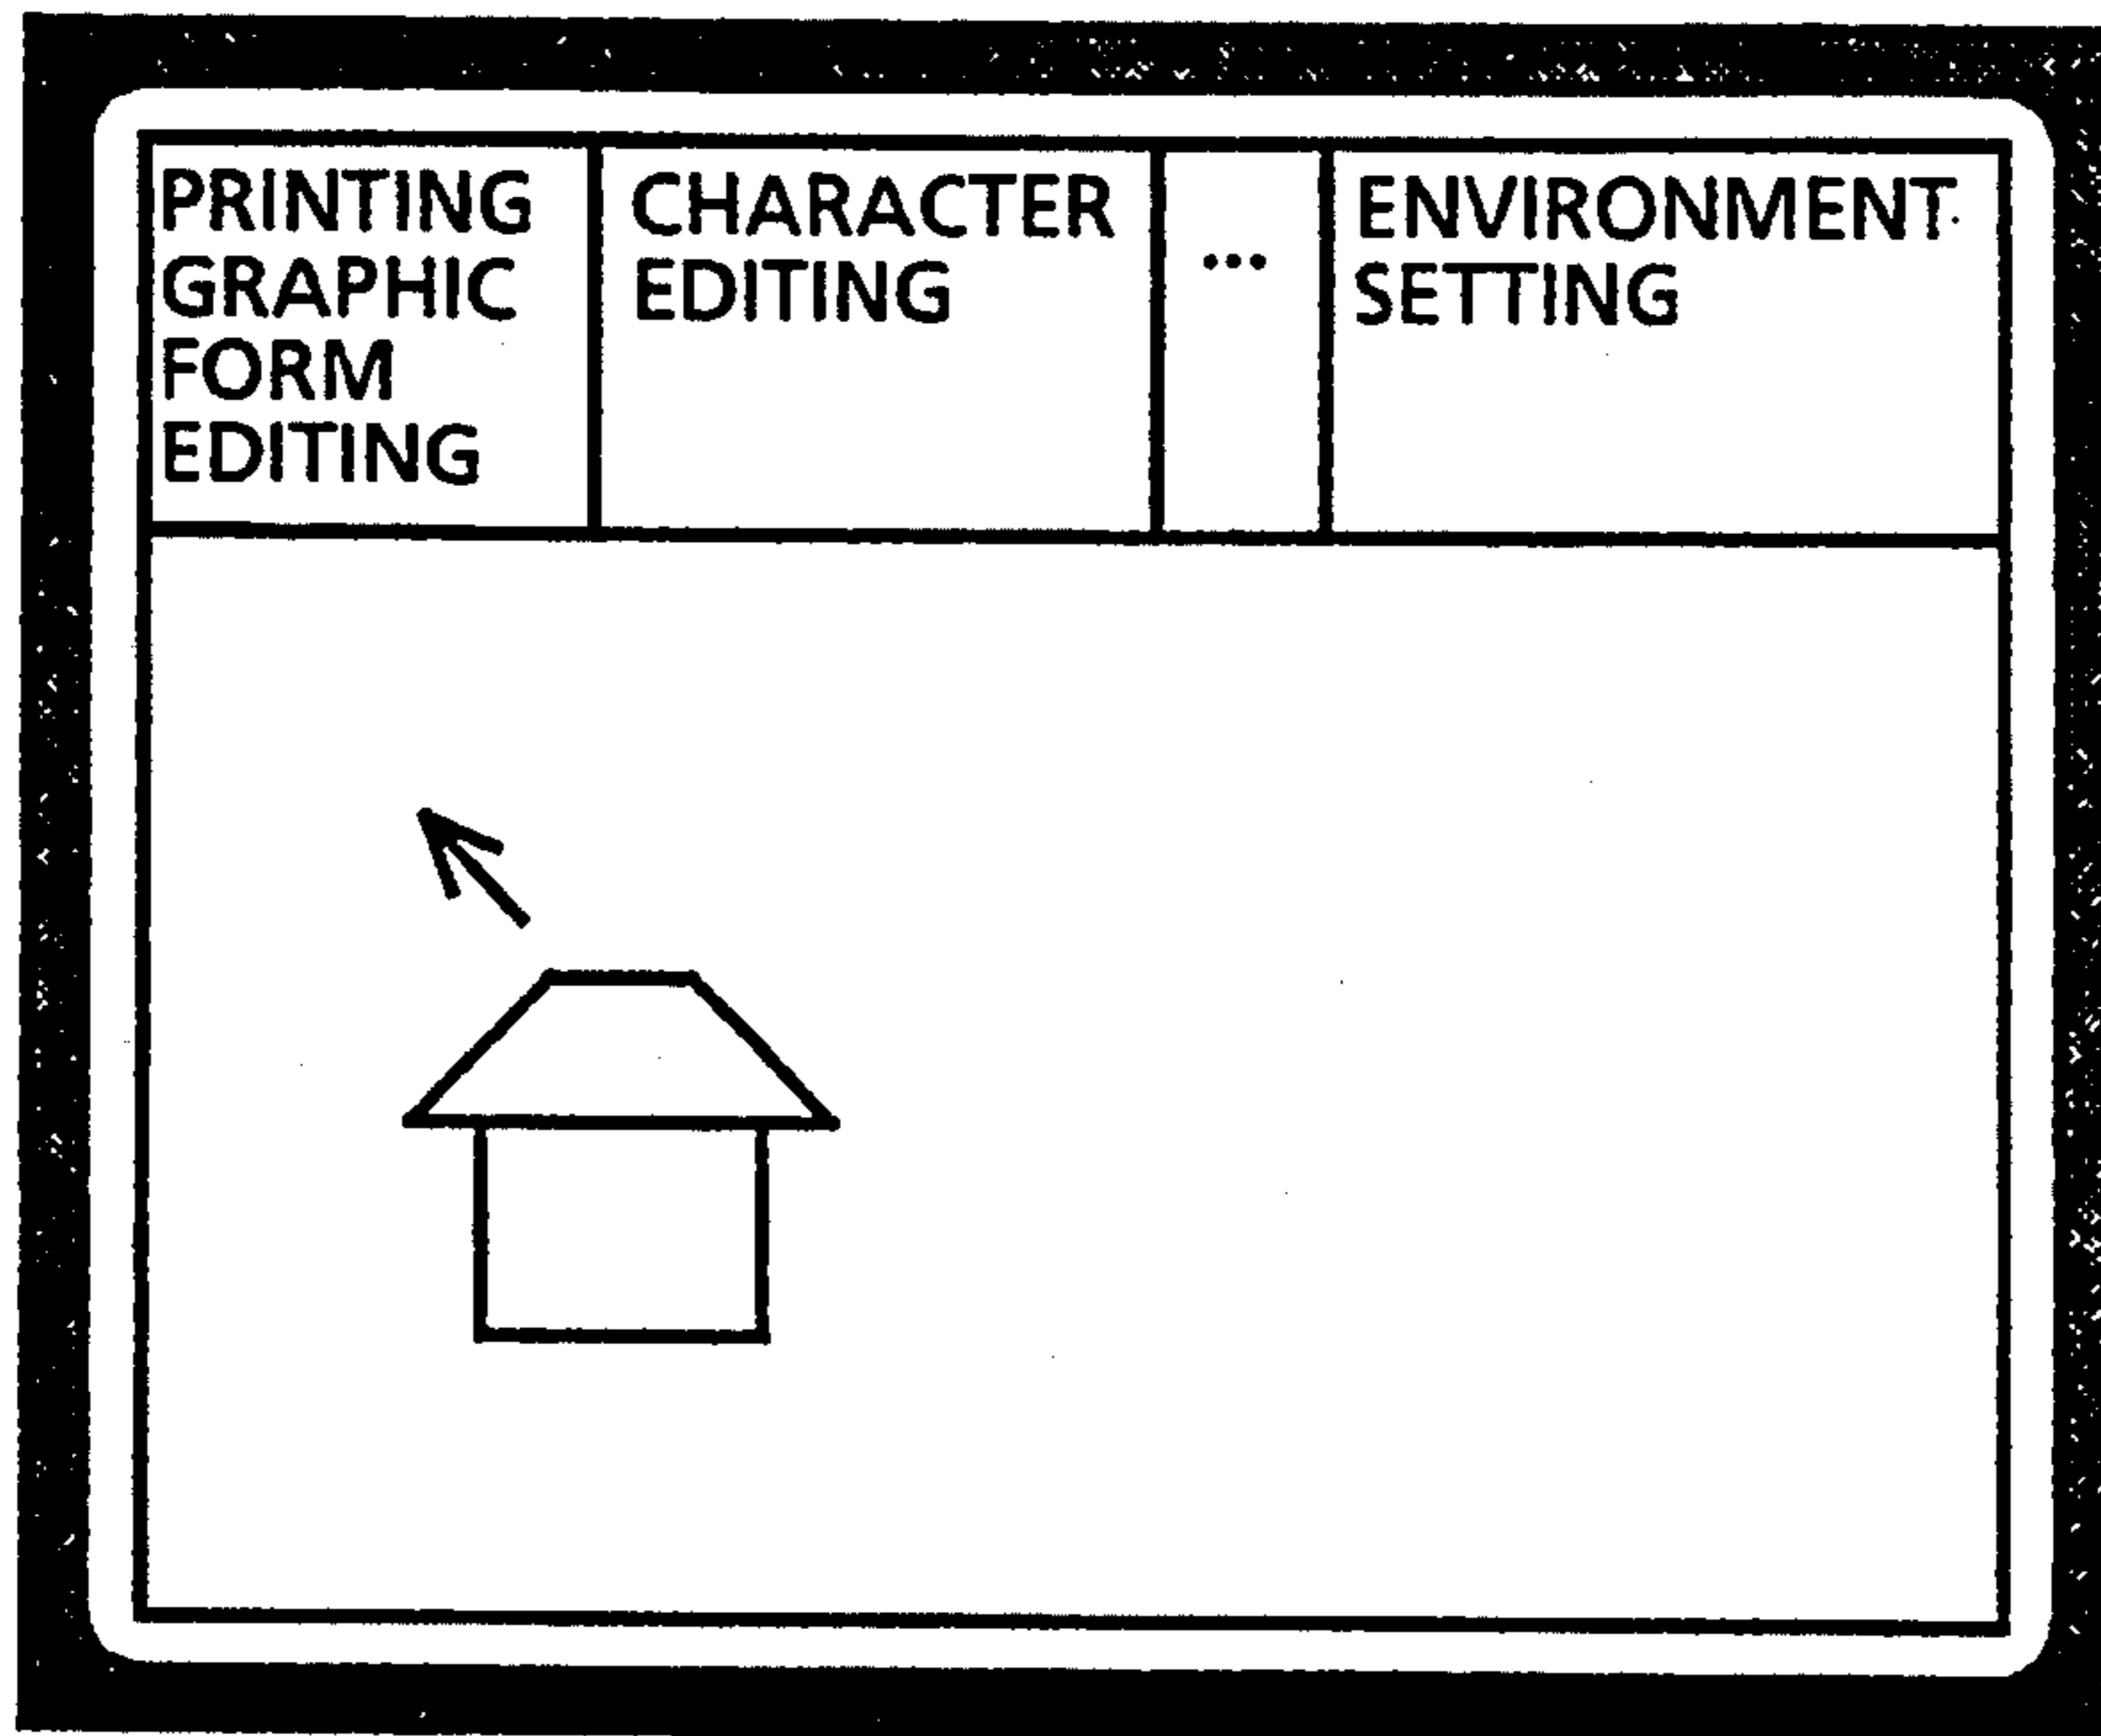 PRINTING
GRAPHIC
FORM
EDITING
CHARACTER
EDITING
...
ENVIRONMENT
SETTING